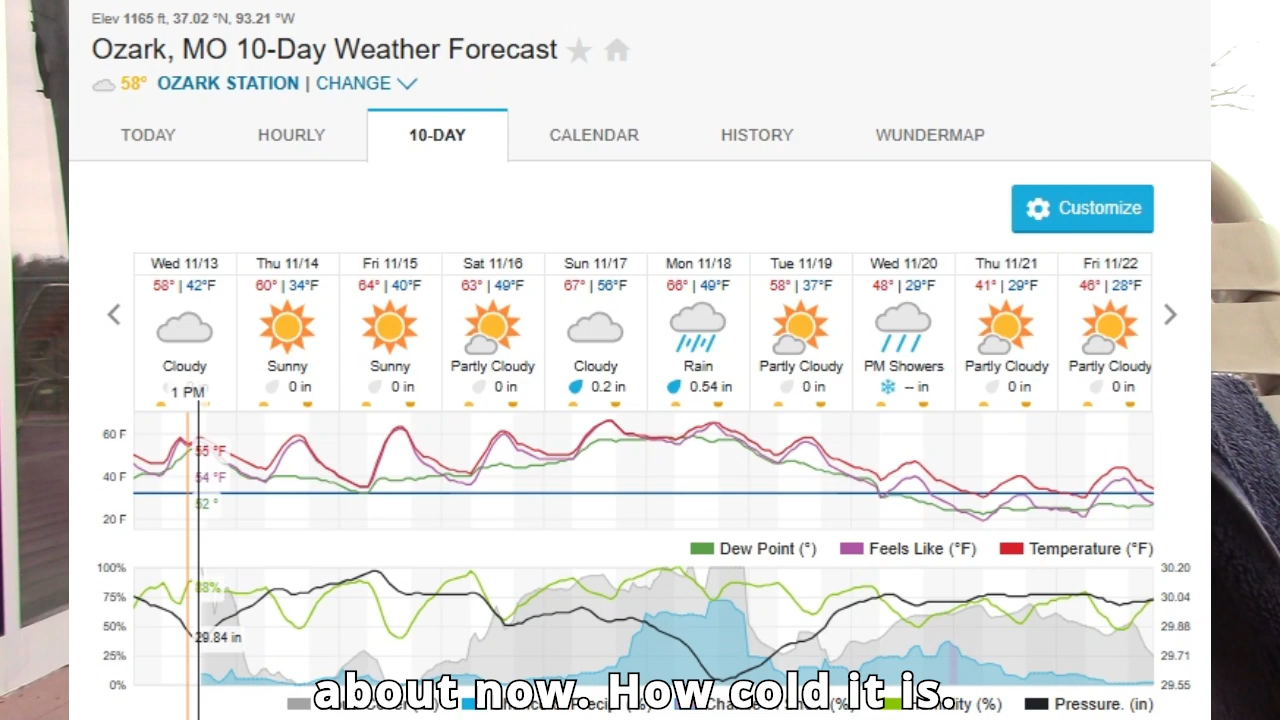 Elev 1165 ft, 37.02 °N, 93.21 °W
Ozark, MO 10-Day Weather Forecast
58° OZARK STATION | CHANGE
TODAY HOURLY 10-DAY CALENDAR HISTORY WUNDERMAP
Customize
Wed 11/13 Thu 11/14 Fri 11/15 Sat 11/16 Sun 11/17 Mon 11/18 Tue 11/19 Wed 11/20 Thu 11/21 Fri 11/22
58° | 42°F 60° | 34°F 64° | 40°F 63° | 49°F 67° | 56°F 66° | 49°F 58° | 37°F 48° | 29°F 41° | 29°F 46° | 28°F
Cloudy Sunny Sunny Partly Cloudy Cloudy Rain Partly Cloudy PM Showers Partly Cloudy Partly Cloudy
0 in 0 in 0 in 0.2 in 0.54 in 0 in -- in 0 in 0 in
1 PM
60 F
55 °F
40 F
54 °F
52 °
20 F
Dew Point (°) Feels Like (°F) Temperature (°F)
100% 30.20
88%
75% 30.04
50% 29.88
29.84 in
25% 29.71
0% 29.55
about now. How cold it is.
Pressure. (in)